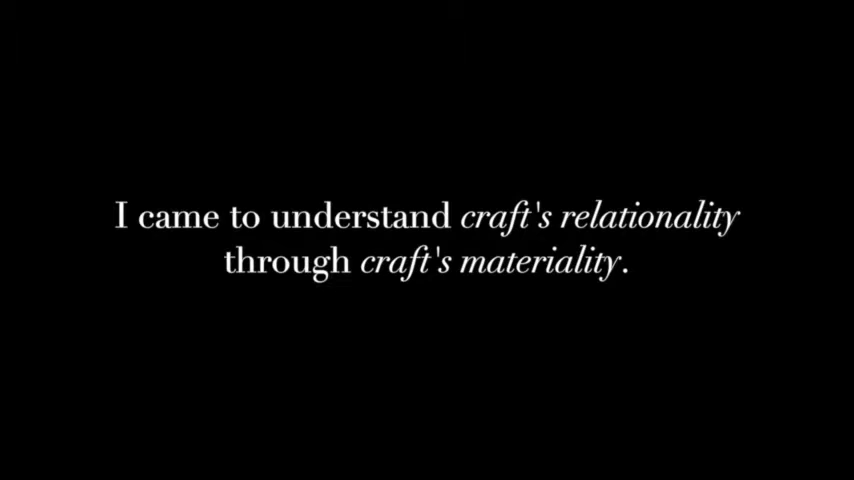 I came to understand craft's relationality
through craft's materiality.